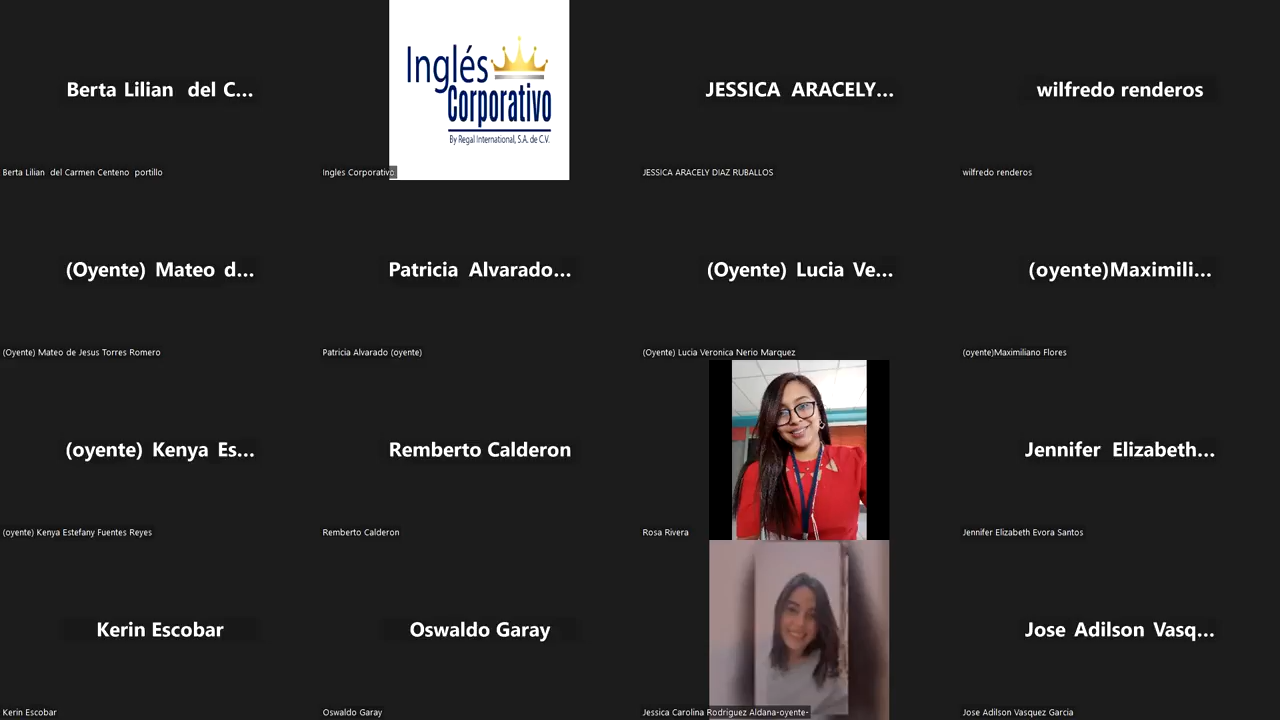 Berta Lilian del C...
Berta Lilian del Carmen Centeno portillo
Inglés
Corporativo
By Regal International, S.A. de C.V.
Ingles Corporativo
JESSICA ARACELY...
JESSICA ARACELY DIAZ RUBALLOS
wilfredo renderos
wilfredo renderos
(Oyente) Mateo d...
(Oyente) Mateo de Jesus Torres Romero
Patricia Alvarado...
Patricia Alvarado (oyente)
(Oyente) Lucia Ve...
(Oyente) Lucia Veronica Nerio Marquez
(oyente)Maximili...
(oyente)Maximiliano Flores
(oyente) Kenya Es...
(oyente) Kenya Estefany Fuentes Reyes
Remberto Calderon
Remberto Calderon
Rosa Rivera
Jennifer Elizabeth...
Jennifer Elizabeth Evora Santos
Kerin Escobar
Kerin Escobar
Oswaldo Garay
Oswaldo Garay
Jessica Carolina Rodriguez Aldana-oyente-
Jose Adilson Vasq...
Jose Adilson Vasquez Garcia